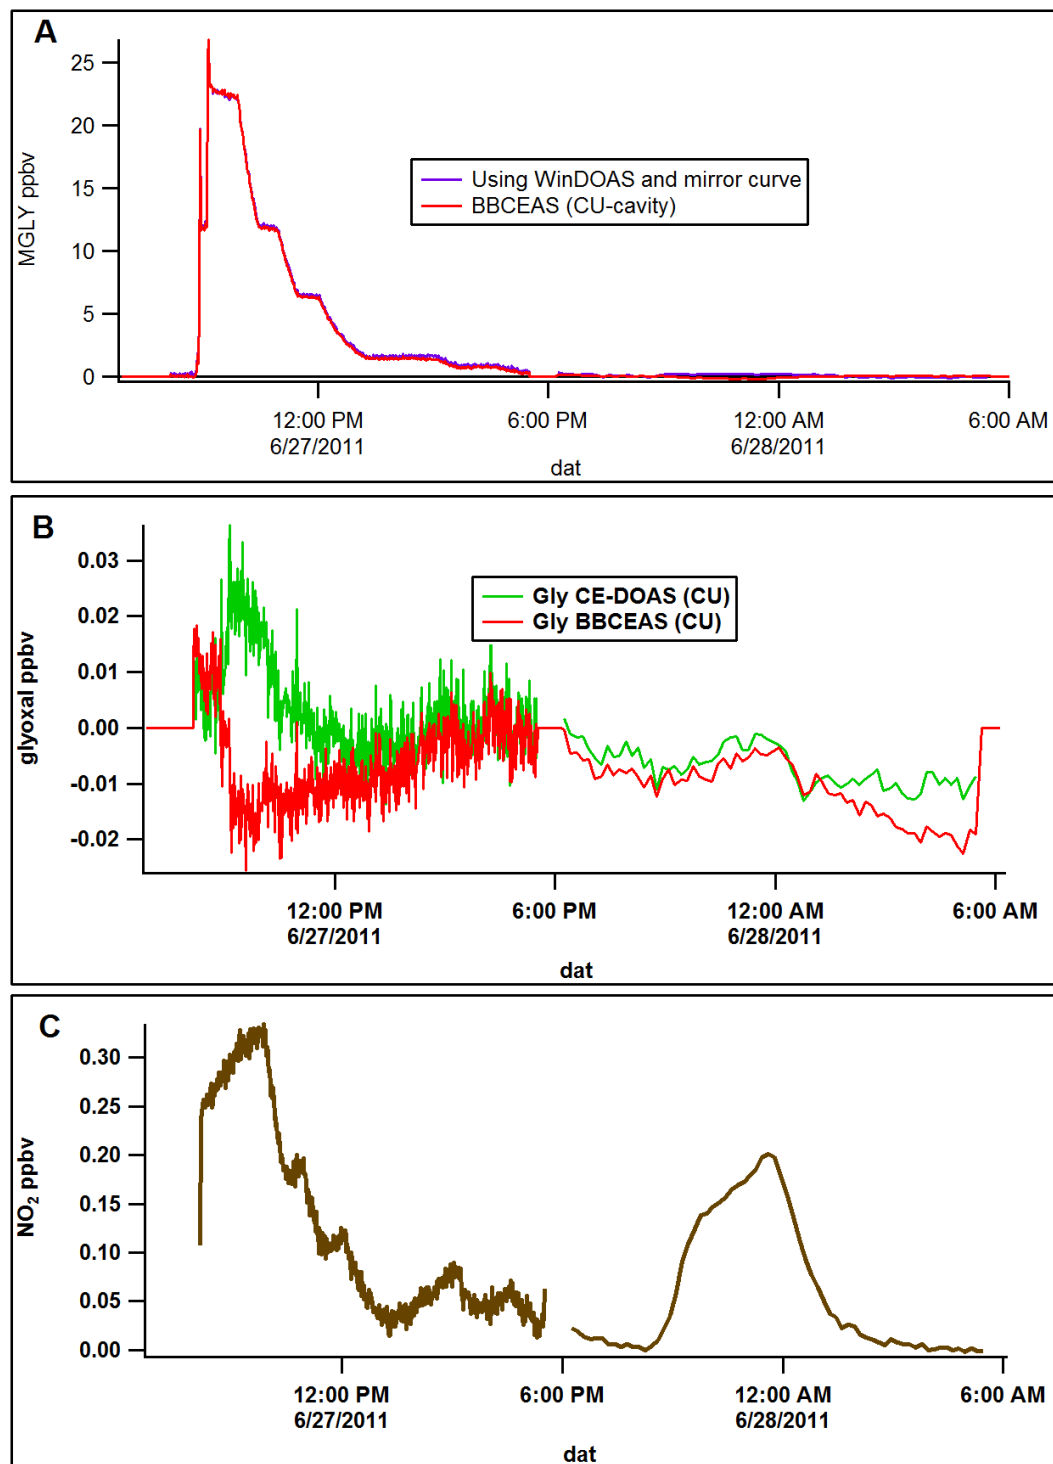 A
MGLY ppbv
25
20
15
10
5
0
Using WinDOAS and mirror curve
BBCEAS (CU-cavity)
12:00 PM 6:00 PM 12:00 AM 6:00 AM
6/27/2011 6/28/2011
dat
B
glyoxal ppbv
0.03
0.02
0.01
0.00
-0.01
-0.02
Gly CE-DOAS (CU)
Gly BBCEAS (CU)
12:00 PM 6:00 PM 12:00 AM 6:00 AM
6/27/2011 6/28/2011
dat
C
NO₂ ppbv
0.30
0.25
0.20
0.15
0.10
0.05
0.00
12:00 PM 6:00 PM 12:00 AM 6:00 AM
6/27/2011 6/28/2011
dat